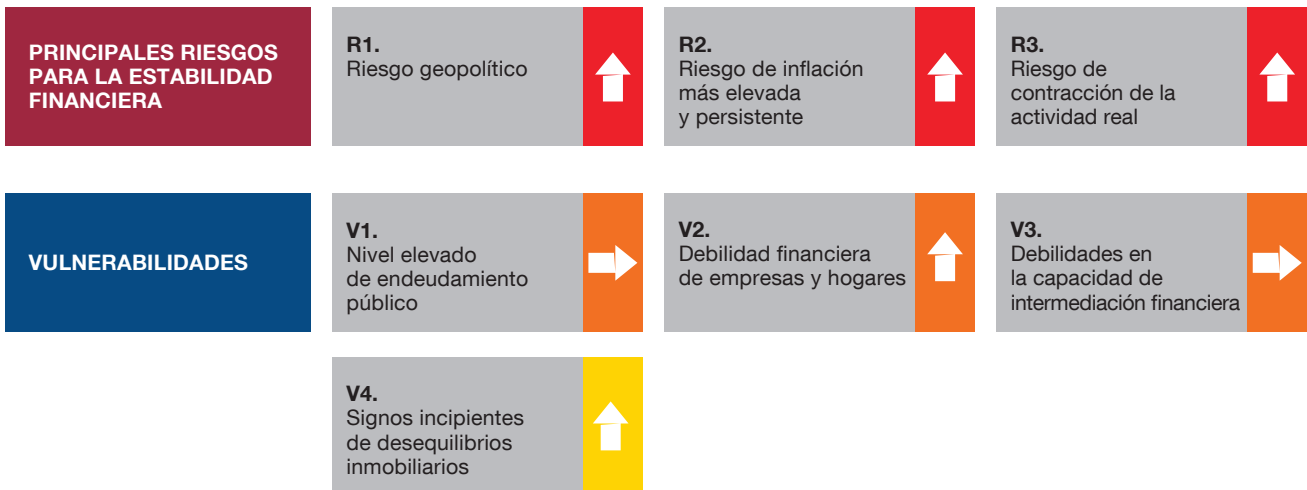 PRINCIPALES RIESGOS
PARA LA ESTABILIDAD
FINANCIERA
R1.
Riesgo geopolítico
R2.
Riesgo de inflación
más elevada
y persistente
R3.
Riesgo de
contracción de la
actividad real
VULNERABILIDADES
V1.
Nivel elevado
de endeudamiento
público
V2.
Debilidad financiera
de empresas y hogares
V3.
Debilidades en
la capacidad de
intermediación financiera
V4.
Signos incipientes
de desequilibrios
inmobiliarios